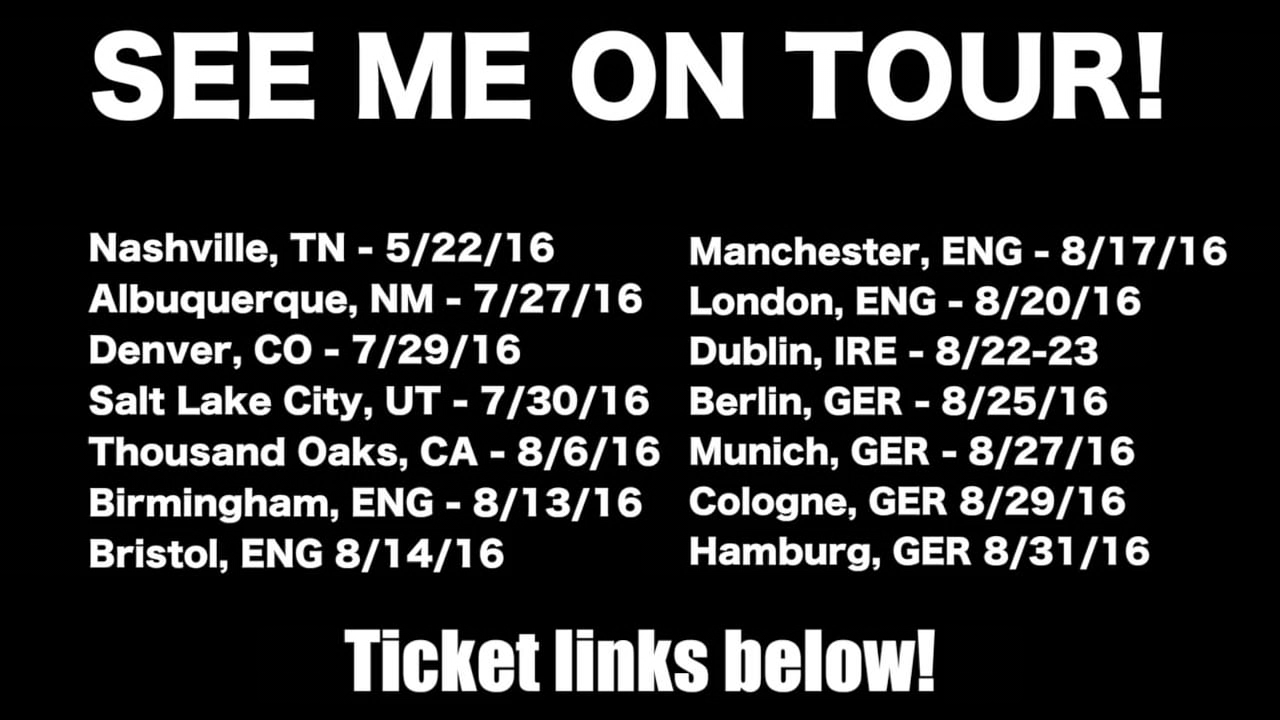 SEE ME ON TOUR!
Nashville, TN - 5/22/16
Albuquerque, NM - 7/27/16
Denver, CO - 7/29/16
Salt Lake City, UT - 7/30/16
Thousand Oaks, CA - 8/6/16
Birmingham, ENG - 8/13/16
Bristol, ENG 8/14/16
Manchester, ENG - 8/17/16
London, ENG - 8/20/16
Dublin, IRE - 8/22-23
Berlin, GER - 8/25/16
Munich, GER - 8/27/16
Cologne, GER 8/29/16
Hamburg, GER 8/31/16
Ticket links below!